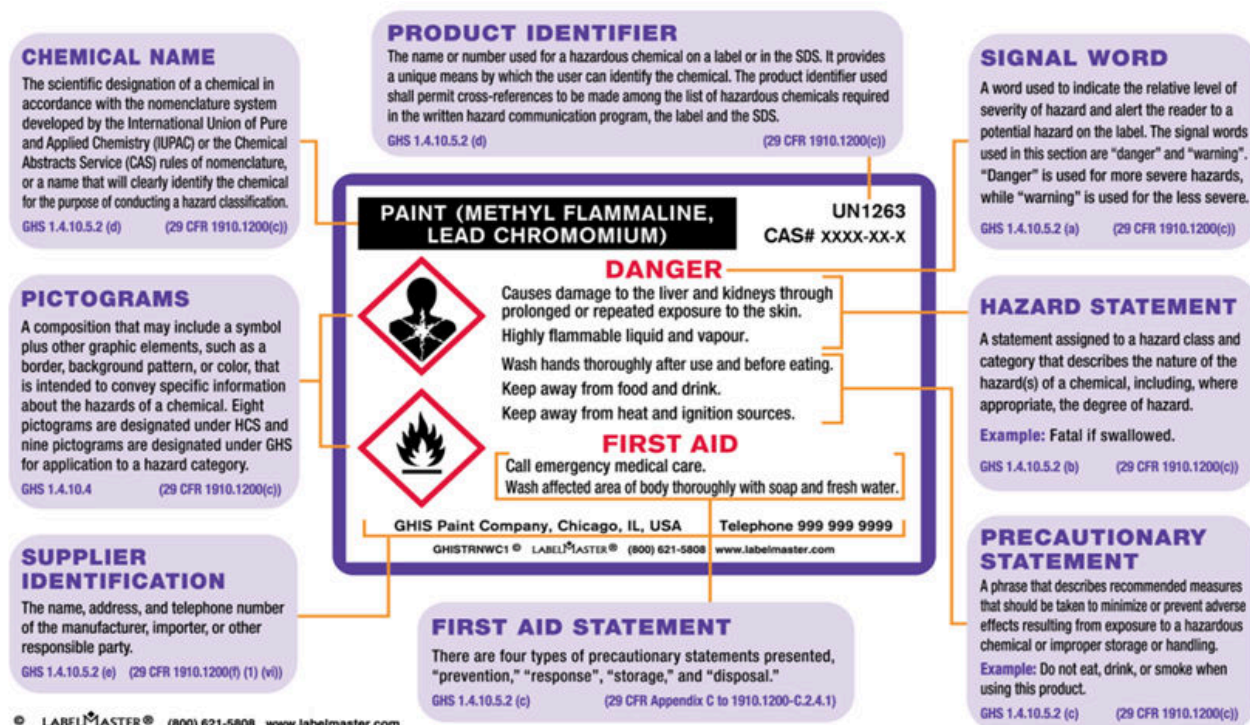 CHEMICAL NAME
The scientific designation of a chemical in
accordance with the nomenclature system
developed by the International Union of Pure
and Applied Chemistry (IUPAC) or the Chemical
Abstracts Service (CAS) rules of nomenclature,
or a name that will clearly identify the chemical
for the purpose of conducting a hazard classification.
GHS 1.4.10.5.2 (d) (29 CFR 1910.1200(c))
PRODUCT IDENTIFIER
The name or number used for a hazardous chemical on a label or in the SDS. It provides
a unique means by which the user can identify the chemical. The product identifier used
shall permit cross-references to be made among the list of hazardous chemicals required
in the written hazard communication program, the label and the SDS.
GHS 1.4.10.5.2 (d) (29 CFR 1910.1200(c))
SIGNAL WORD
A word used to indicate the relative level of
severity of hazard and alert the reader to a
potential hazard on the label. The signal words
used in this section are “danger” and “warning”.
“Danger” is used for more severe hazards,
while “warning” is used for the less severe.
GHS 1.4.10.5.2 (a) (29 CFR 1910.1200(c))
PICTOGRAMS
A composition that may include a symbol
plus other graphic elements, such as a
border, background pattern, or color, that
is intended to convey specific information
about the hazards of a chemical. Eight
pictograms are designated under HCS and
nine pictograms are designated under GHS
for application to a hazard category.
GHS 1.4.10.4 (29 CFR 1910.1200(c))
PAINT (METHYL FLAMMALINE,
LEAD CHROMOMIUM)
UN1263
CAS# XXXX-XX-X
DANGER
Causes damage to the liver and kidneys through
prolonged or repeated exposure to the skin.
Highly flammable liquid and vapour.
Wash hands thoroughly after use and before eating.
Keep away from food and drink.
Keep away from heat and ignition sources.
FIRST AID
Call emergency medical care.
Wash affected area of body thoroughly with soap and fresh water.
GHIS Paint Company, Chicago, IL, USA Telephone 999 999 9999
GHISTRNWC1 © LABELMASTER ® (800) 621-5808 www.labelmaster.com
HAZARD STATEMENT
A statement assigned to a hazard class and
category that describes the nature of the
hazard(s) of a chemical, including, where
appropriate, the degree of hazard.
Example: Fatal if swallowed.
GHS 1.4.10.5.2 (b) (29 CFR 1910.1200(c))
SUPPLIER
IDENTIFICATION
The name, address, and telephone number
of the manufacturer, importer, or other
responsible party.
GHS 1.4.10.5.2 (e) (29 CFR 1910.1200(f) (1) (vi))
FIRST AID STATEMENT
There are four types of precautionary statements presented,
“prevention,” “response”, “storage,” and “disposal.”
GHS 1.4.10.5.2 (c) (29 CFR Appendix C to 1910.1200-C.2.4.1)
PRECAUTIONARY
STATEMENT
A phrase that describes recommended measures
that should be taken to minimize or prevent adverse
effects resulting from exposure to a hazardous
chemical or improper storage or handling.
Example: Do not eat, drink, or smoke when
using this product.
GHS 1.4.10.5.2 (c) (29 CFR 1910.1200(c))
© LABELMASTER ® (800) 621-5808 www.labelmaster.com